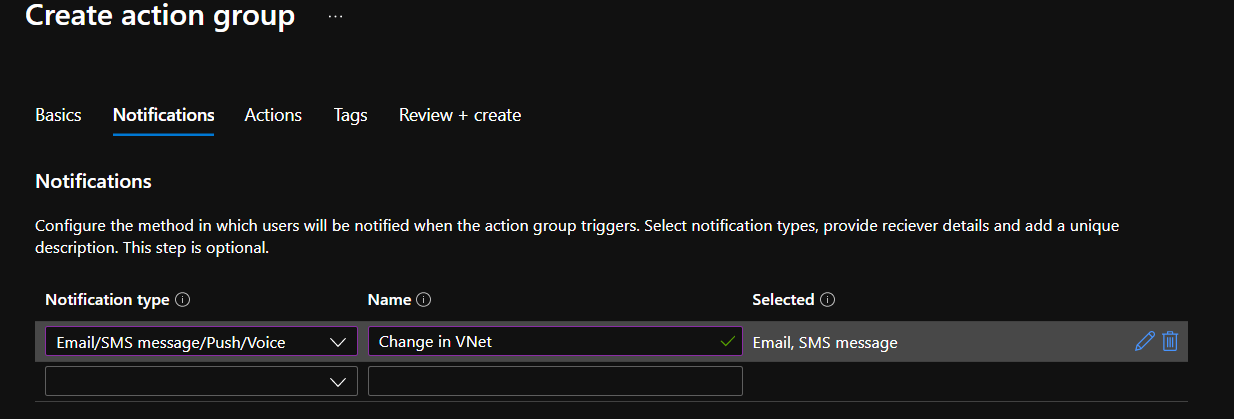 Create action group ...
Basics Notifications Actions Tags Review + create
Notifications
Configure the method in which users will be notified when the action group triggers. Select notification types, provide reciever details and add a unique
description. This step is optional.
Notification type Name Selected
Email/SMS message/Push/Voice Change in VNet Email, SMS message